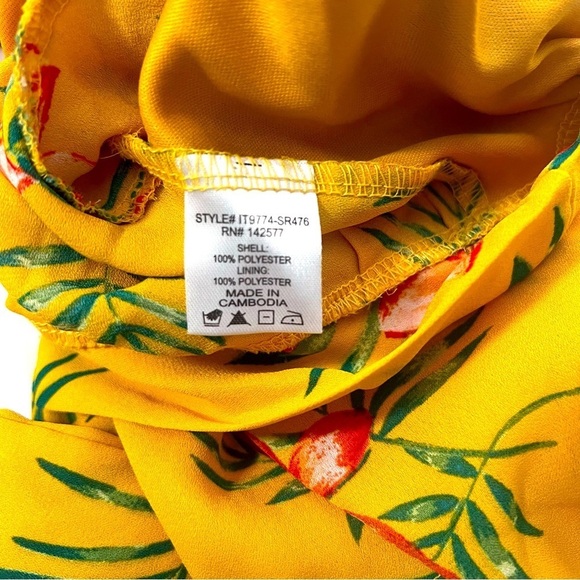 STYLE# IT9774-SR476
RN# 142577
SHELL:
100% POLYESTER
LINING:
100% POLYESTER
MADE IN
CAMBODIA